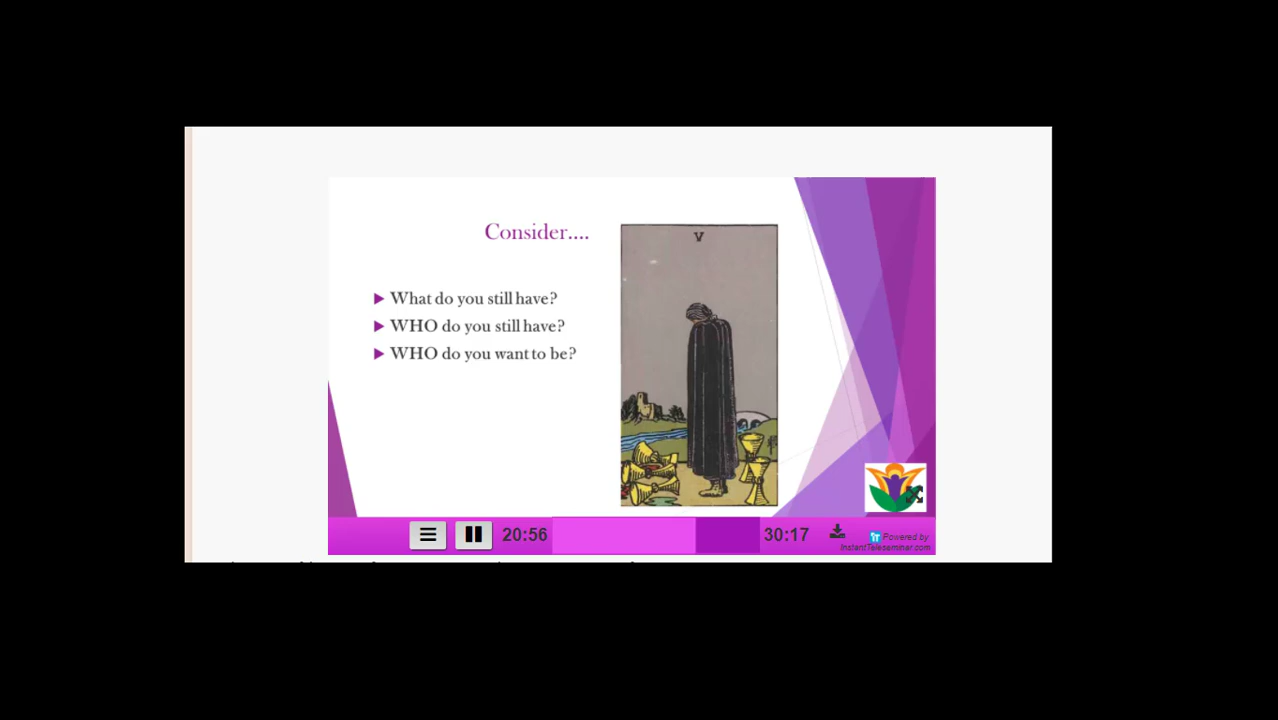 Consider....
V
What do you still have?
WHO do you still have?
WHO do you want to be?
20:56
30:17
Powered by
InstantTeleseminar.com